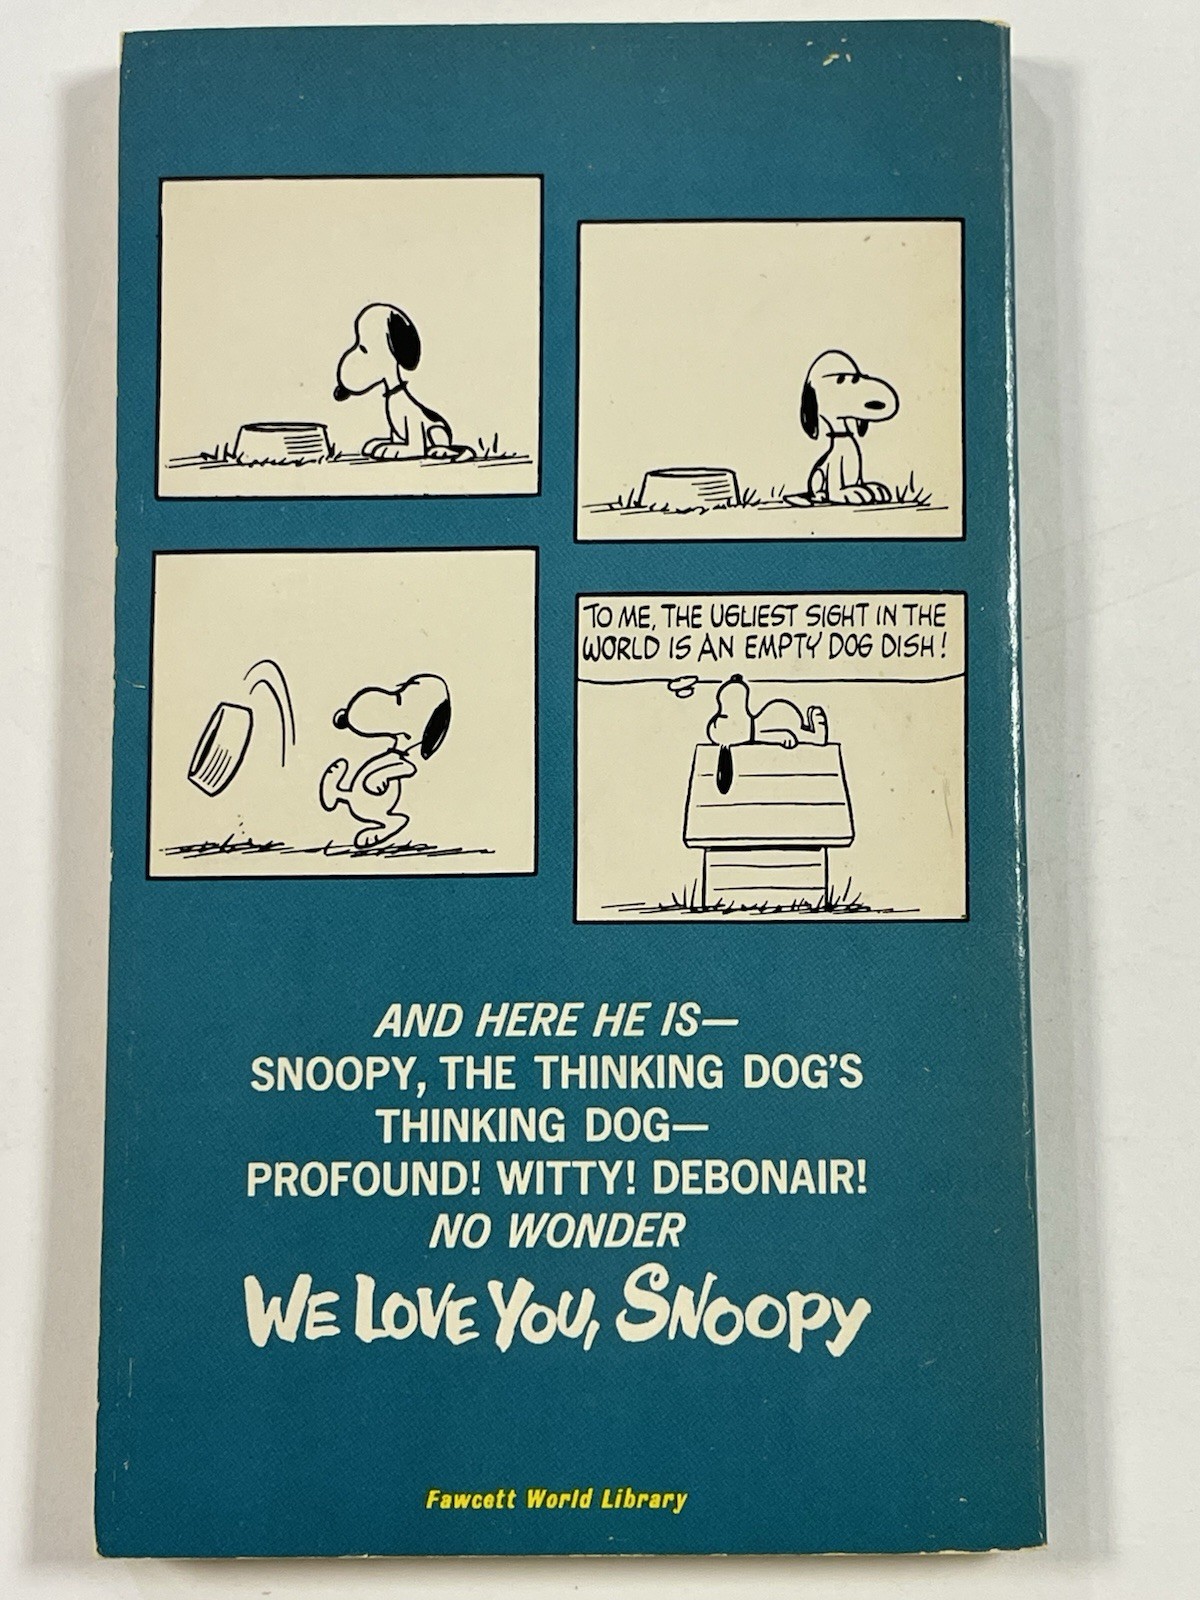 TO ME, THE UGLIEST SIGHT IN THE
WORLD IS AN EMPTY DOG DISH!
AND HERE HE IS—
SNOOPY, THE THINKING DOG'S
THINKING DOG—
PROFOUND! WITTY! DEBONAIR!
NO WONDER
WE LOVE YOU, SNOOPY
Fawcett World Library